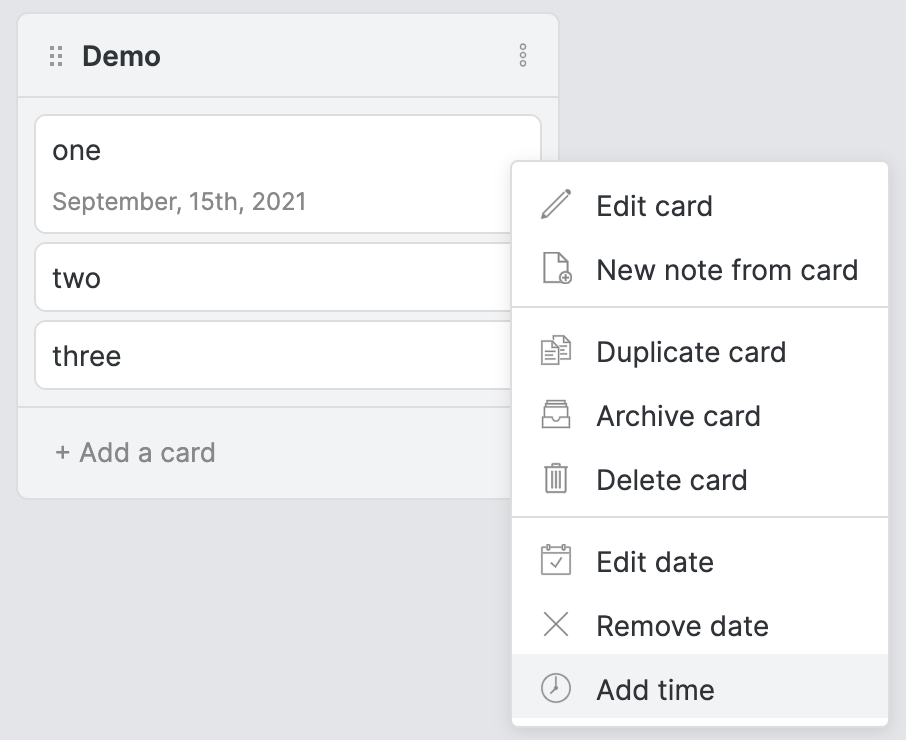 Demo
one
September, 15th, 2021
two
three
+ Add a card
Edit card
New note from card
Duplicate card
Archive card
Delete card
Edit date
Remove date
Add time